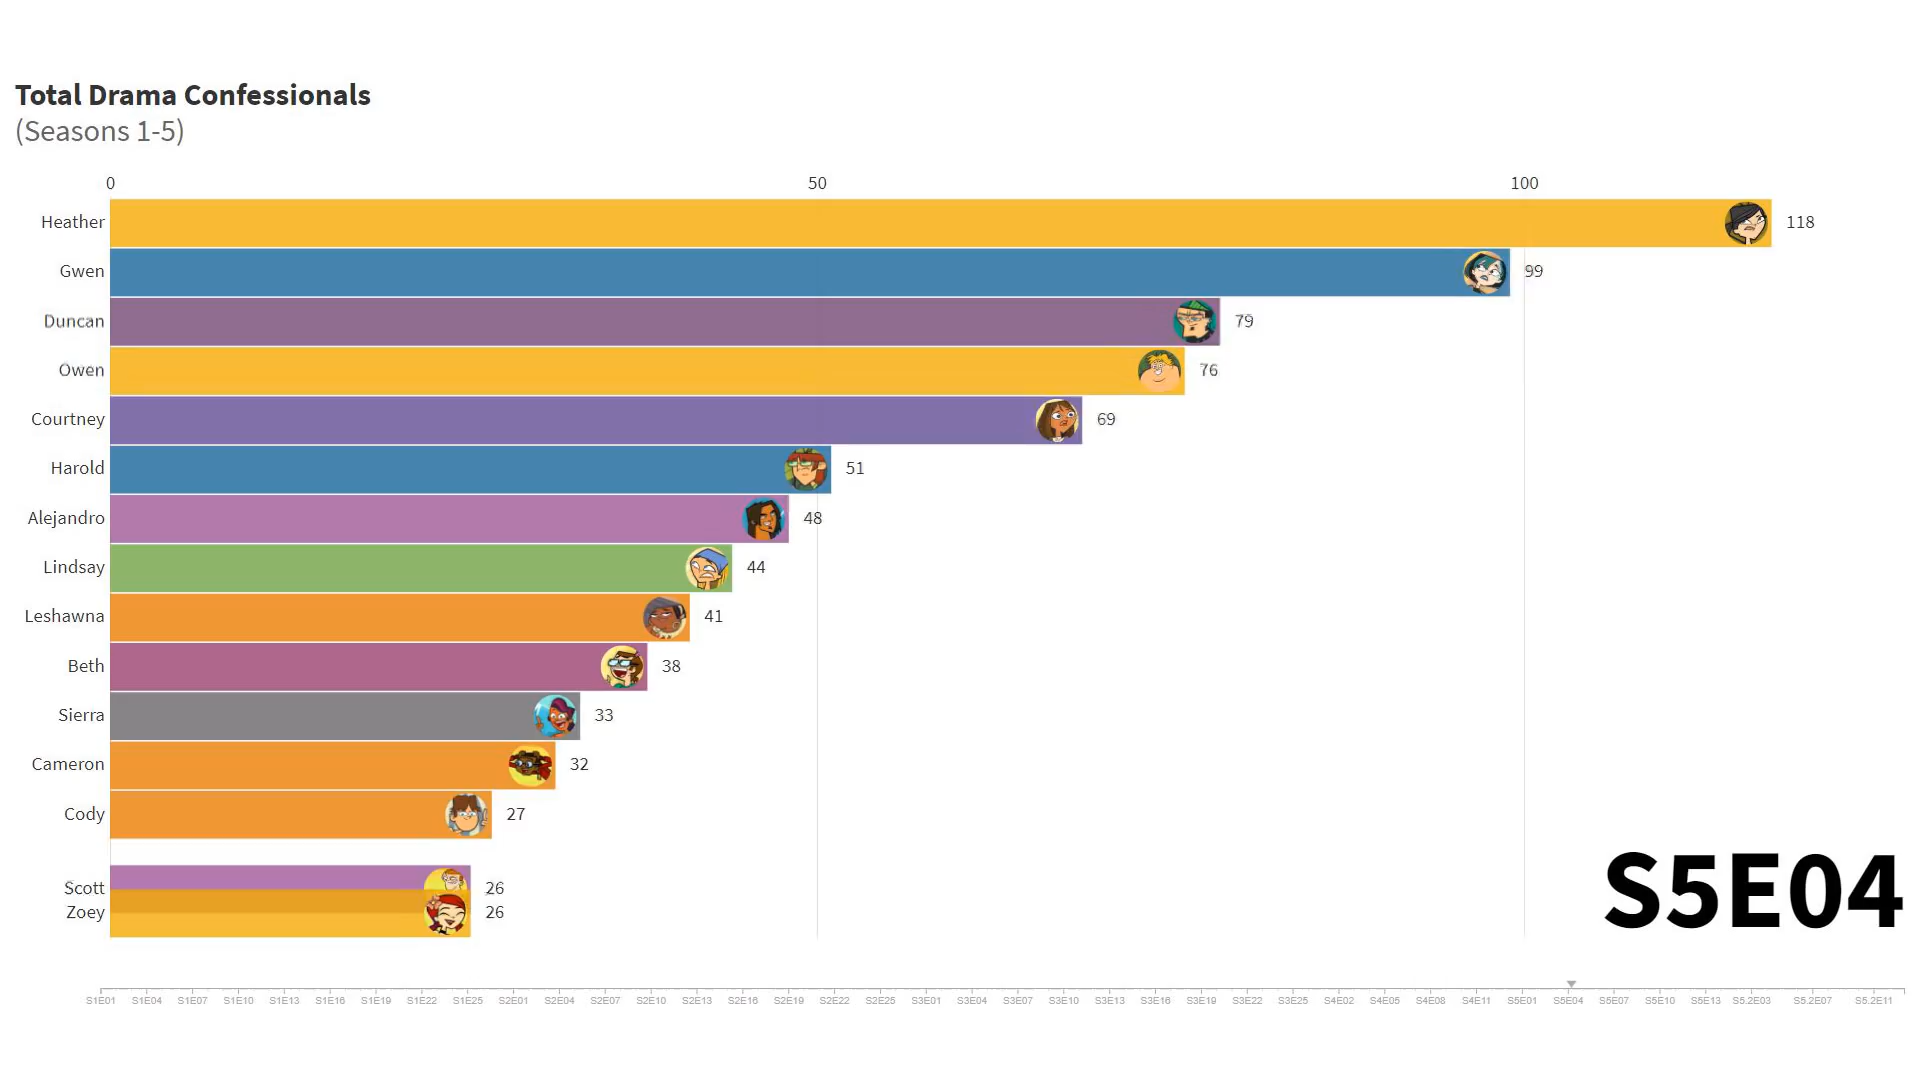 Total Drama Confessionals
(Seasons 1-5)
0 50 100
Heather 118
Gwen 99
Duncan 79
Owen 76
Courtney 69
Harold 51
Alejandro 48
Lindsay 44
Leshawna 41
Beth 38
Sierra 33
Cameron 32
Cody 27
Scott 26
Zoey 26
S5E04
S1E01 S1E04 S1E07 S1E10 S1E13 S1E16 S1E19 S1E22 S1E25 S2E01 S2E04 S2E07 S2E10 S2E13 S2E16 S2E19 S2E22 S2E25 S3E01 S3E04 S3E07 S3E10 S3E13 S3E16 S3E19 S3E22 S3E25 S4E02 S4E05 S4E08 S4E11 S5E01 S5E04 S5E07 S5E10 S5E13 S5.2E03 S5.2E07 S5.2E11